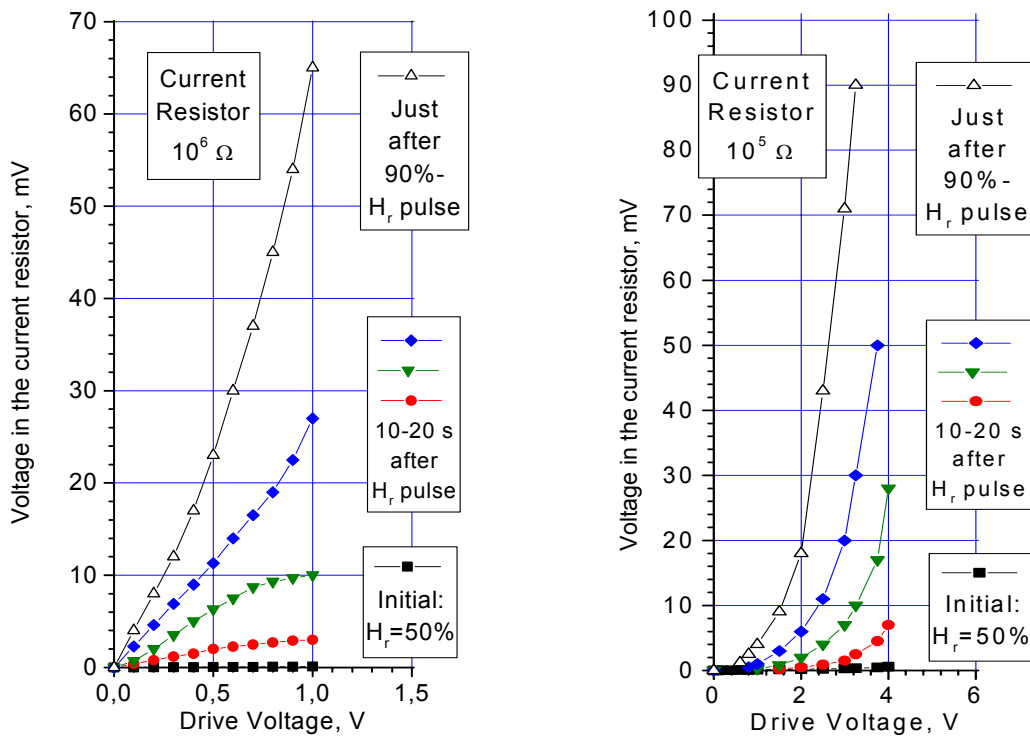 Voltage in the current resistor, mV
70
60
50
40
30
20
10
0
0,0
0,5
1,0
1,5
Drive Voltage, V
Current
Resistor
10⁶ Ω
Just
after
90%-
Hᵣ pulse
10-20 s
after
Hᵣ pulse
Initial:
Hᵣ=50%
Voltage in the current resistor, mV
100
90
80
70
60
50
40
30
20
10
0
0
2
4
6
Drive Voltage, V
Current
Resistor
10⁵ Ω
Just
after
90%-
Hᵣ pulse
10-20 s
after
Hᵣ pulse
Initial:
Hᵣ=50%